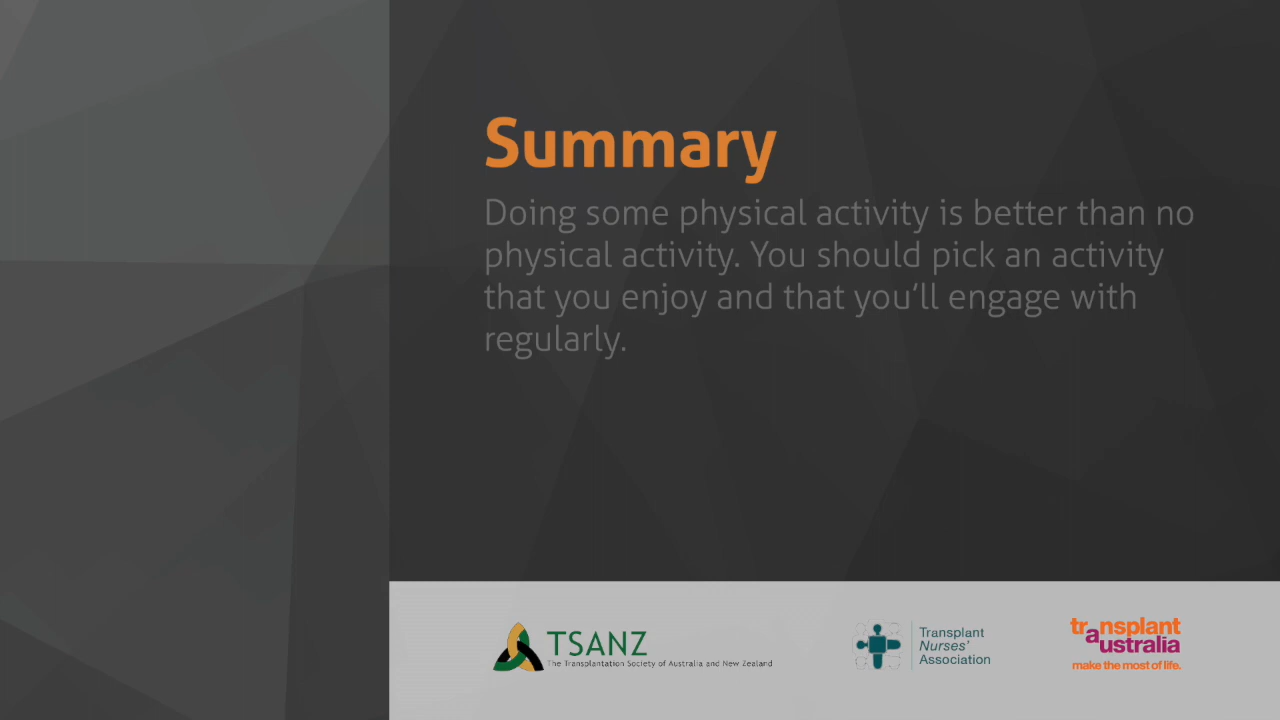 Summary
Doing some physical activity is better than no
physical activity. You should pick an activity
that you enjoy and that you’ll engage with
regularly.
TSANZ
The Transplantation Society of Australia and New Zealand
Transplant
Nurses’
Association
transplant
australia
make the most of life.